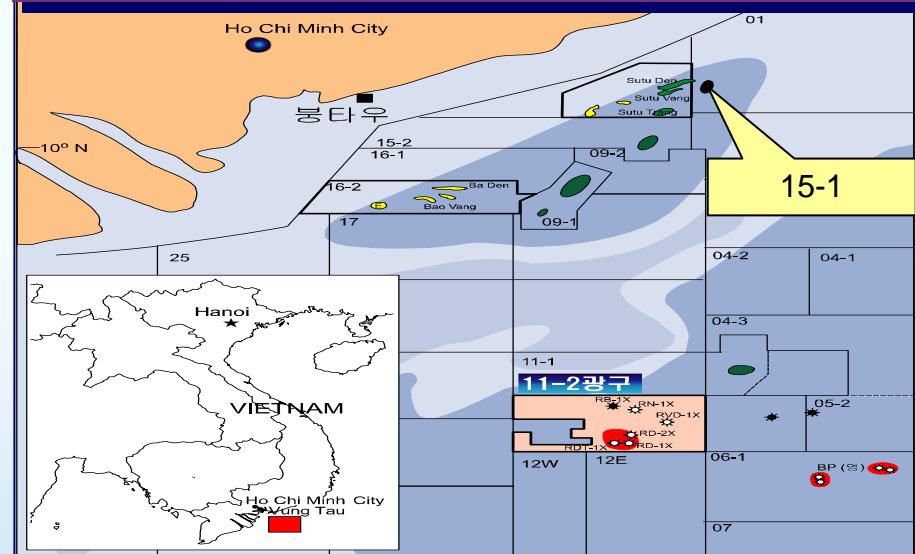 Ho Chi Minh City
01
Sutu Den
Sutu Vang
Sutu Trang
붕타우
10° N
15-2
16-1
09-2
15-1
16-2
Ba Den
E
Bao Vang
17
09-1
25
04-2
04-1
Hanoi
04-3
11-1
11-2광구
VIETNAM
RB-1X
RN-1X
RVD-1X
05-2
RD-2X
RDT-1X
RD-1X
12W
12E
06-1
BP (영)
Ho Chi Minh City
Vung Tau
07